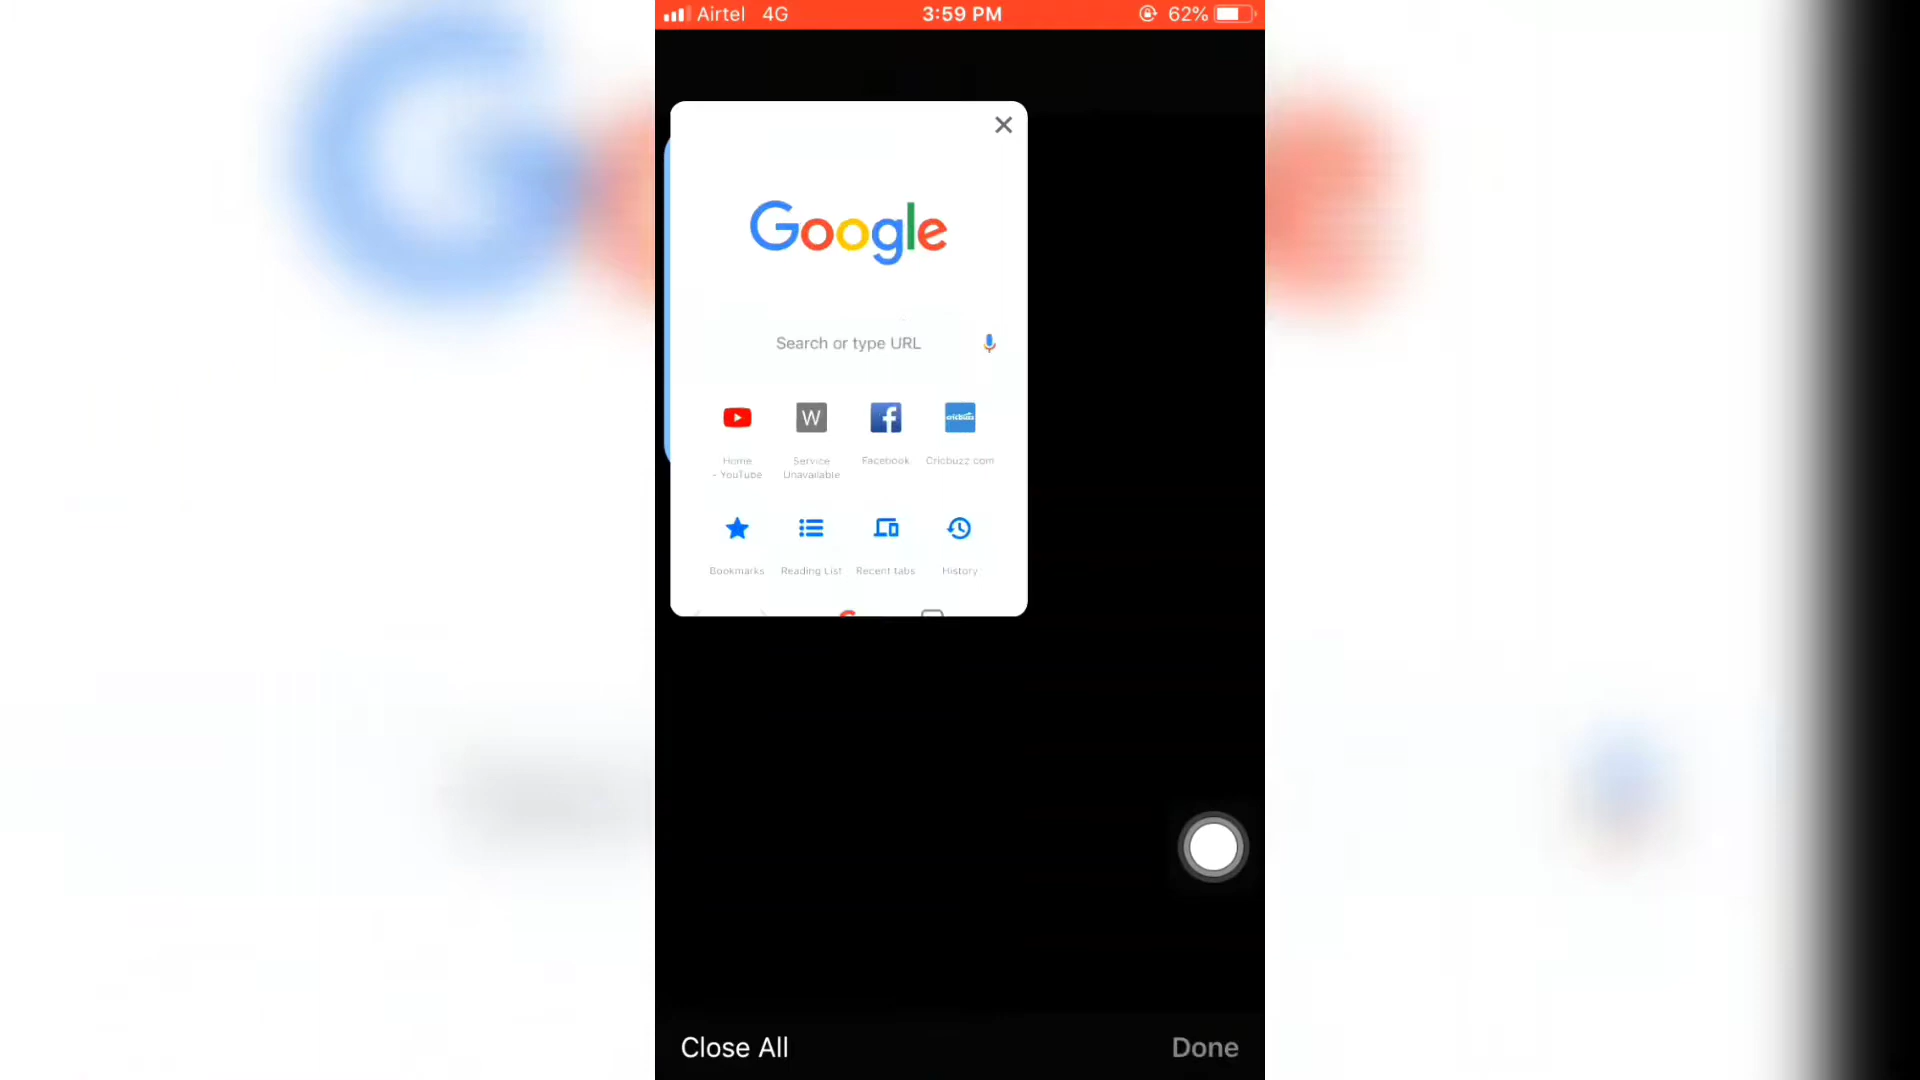 Airtel 4G 3:59 PM 62%
Google
Search or type URL
W
cricbuzz
Home
- YouTube
Service
Unavailable
Facebook
Cricbuzz com
Bookmarks
Reading List
Recent tabs
History
Close All
Done